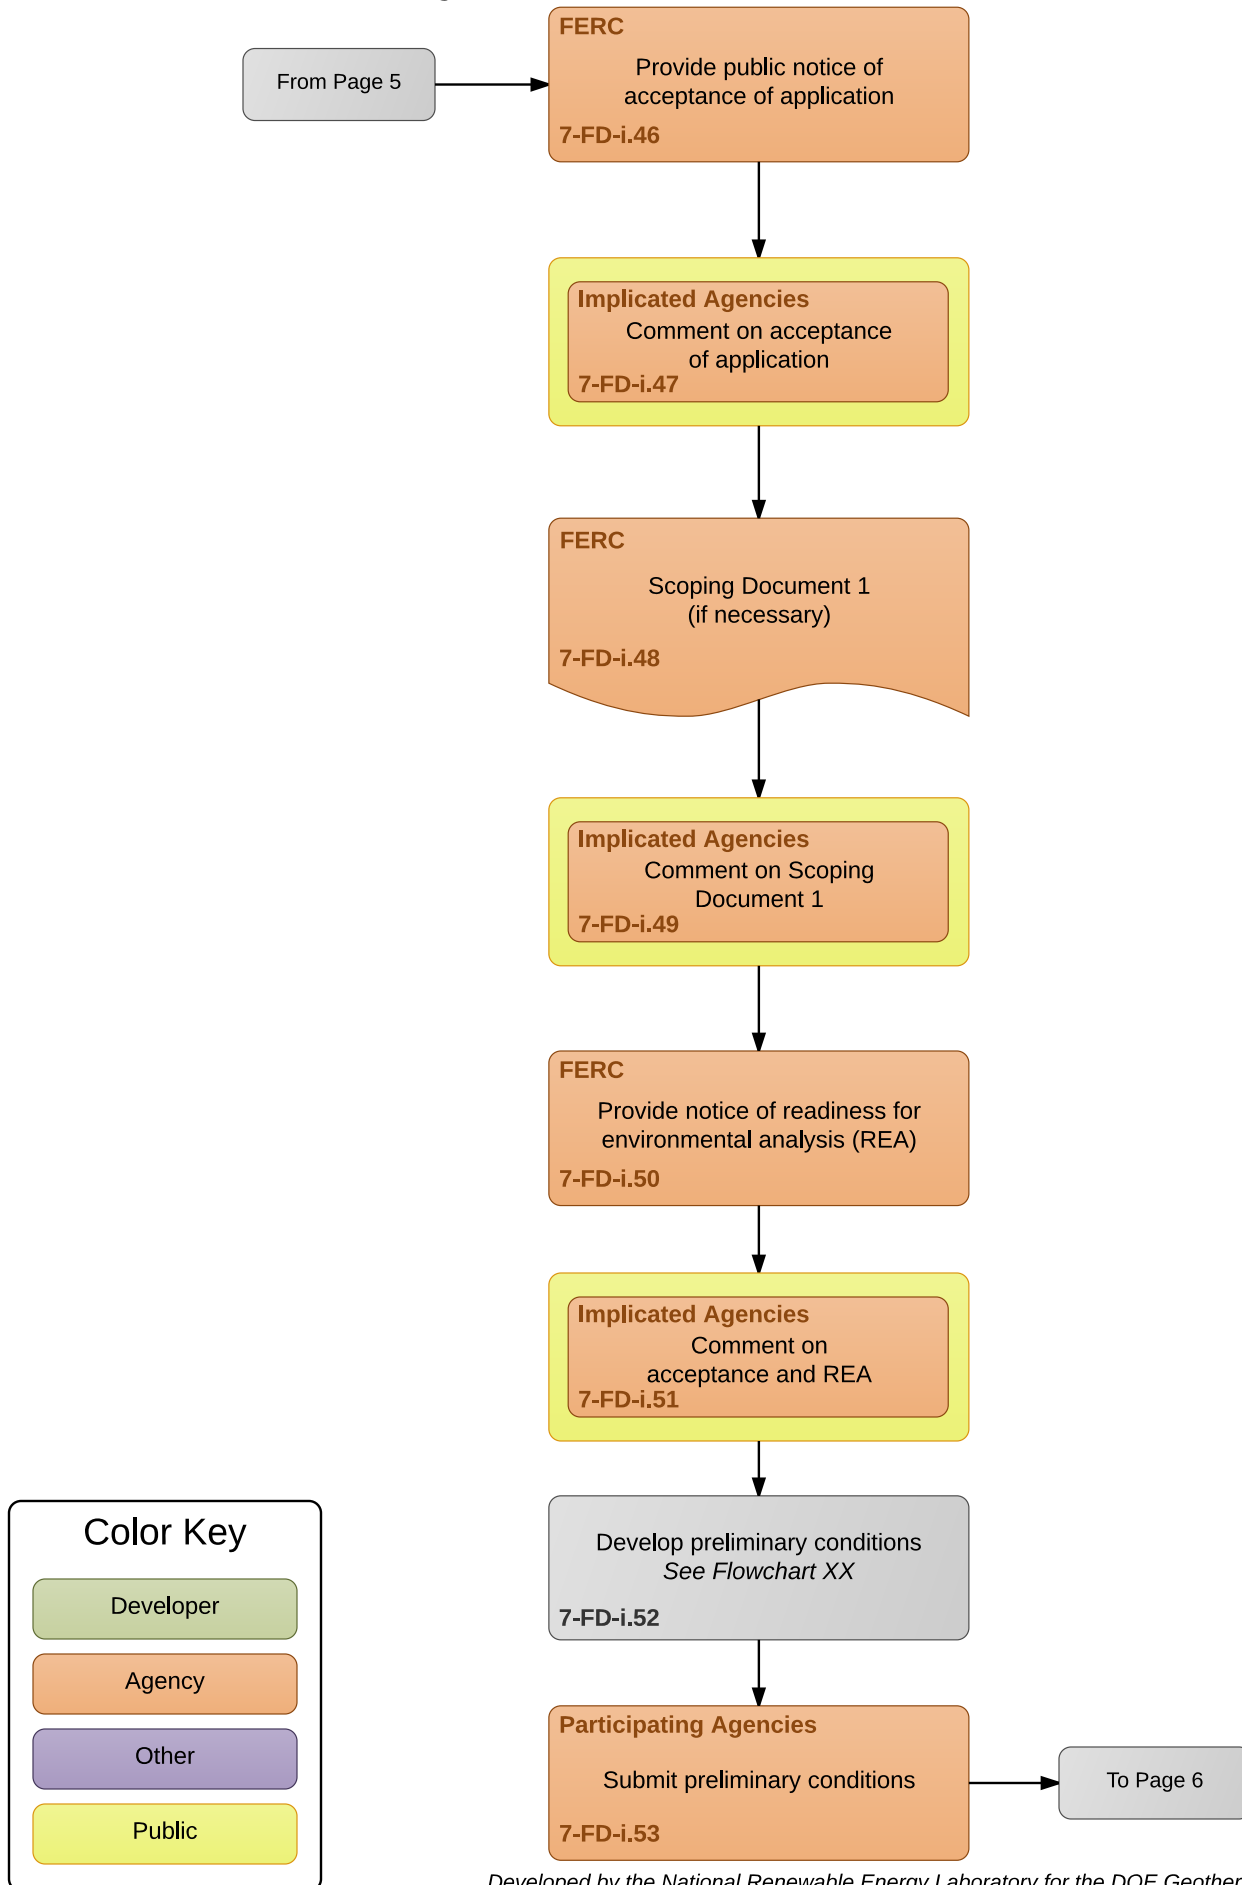 FERC
From Page 5
Provide public notice of
acceptance of application
7-FD-i.46
Implicated Agencies
Comment on acceptance
of application
7-FD-i.47
FERC
Scoping Document 1
(if necessary)
7-FD-i.48
Implicated Agencies
Comment on Scoping
Document 1
7-FD-i.49
FERC
Provide notice of readiness for
environmental analysis (REA)
7-FD-i.50
Implicated Agencies
Comment on
acceptance and REA
7-FD-i.51
Develop preliminary conditions
See Flowchart XX
7-FD-i.52
Participating Agencies
Submit preliminary conditions
7-FD-i.53
To Page 6
Color Key
Developer
Agency
Other
Public
Developed by the National Renewable Energy Laboratory for the DOE